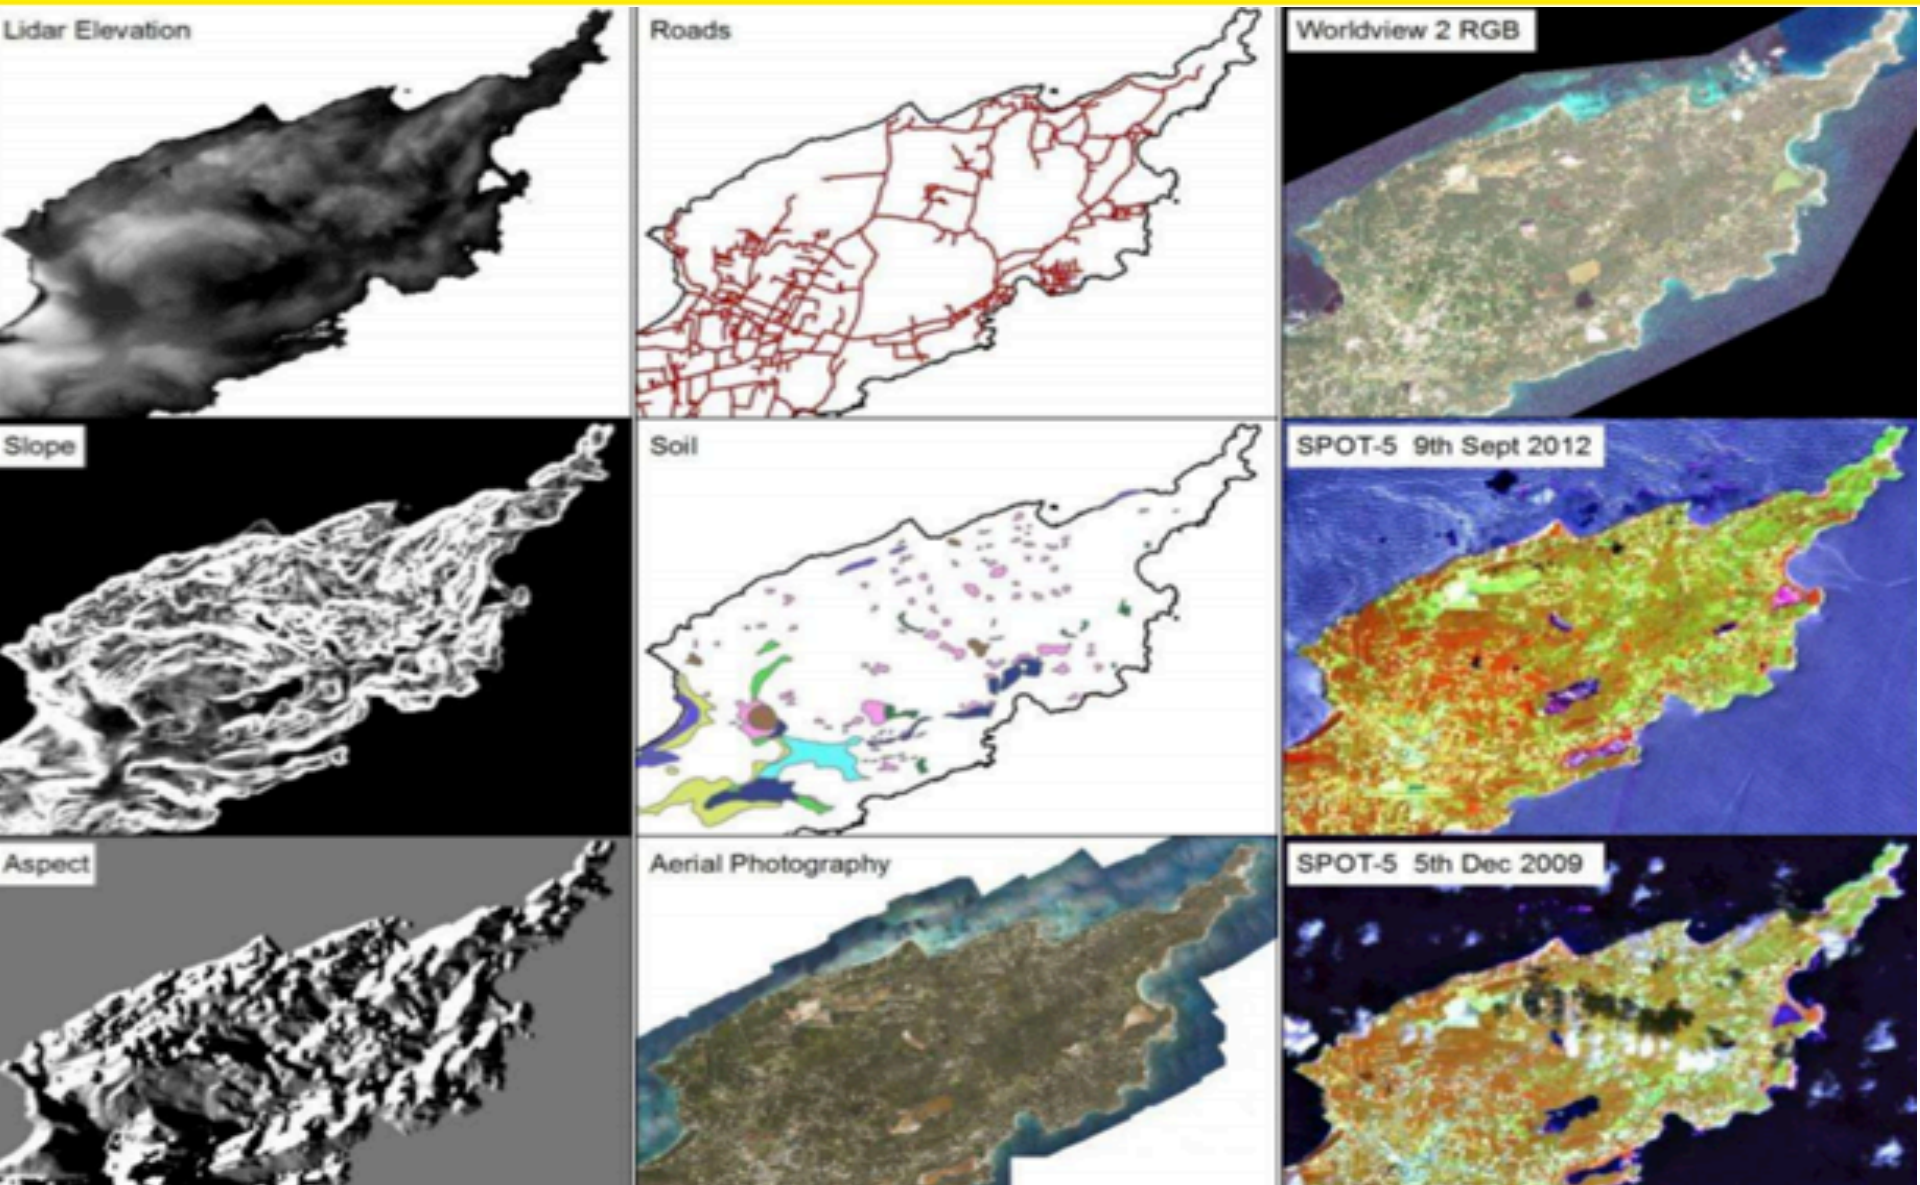 Lidar Elevation
Roads
Worldview 2 RGB
Slope
Soil
SPOT-5 9th Sept 2012
Aspect
Aerial Photography
SPOT-5 5th Dec 2009